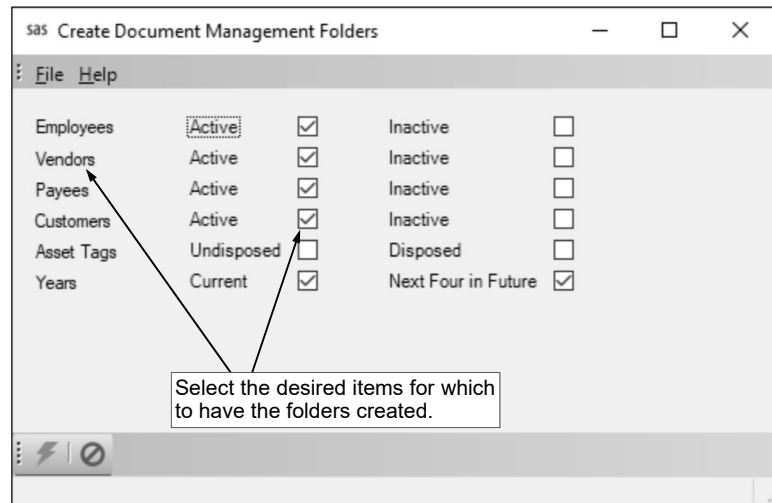 sas Create Document Management Folders
File Help
Employees Active Inactive
Vendors Active Inactive
Payees Active Inactive
Customers Active Inactive
Asset Tags Undisposed Disposed
Years Current Next Four in Future
Select the desired items for which
to have the folders created.